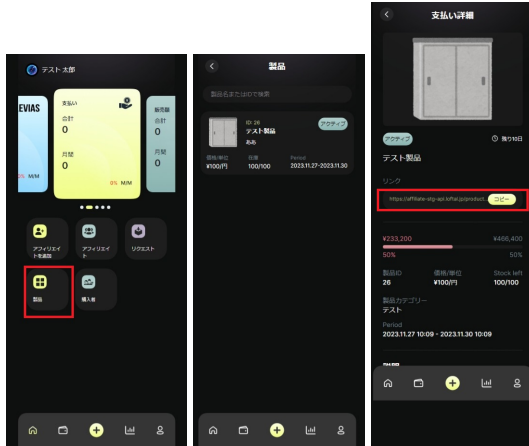 テスト 太郎
EVIAS
支払い
合計
0
月間
0
0% M/M
0% M/M
販売額
合計
0
月間
0
アフィリエイ
トを追加
アフィリエイ
ト
リクエスト
製品
購入者
製品
製品名またはIDで検索
ID: 26
テスト製品
ああ
アクティブ
価格/単位
¥100/円
在庫
100/100
Period
2023.11.27-2023.11.30
支払い詳細
アクティブ
残り10日
テスト製品
リンク
https://affiliate-stg-api.loftal.jp/product...
コピー
¥233,200
¥466,400
50%
50%
製品ID
26
価格/単位
¥100/円
Stock left
100/100
製品カテゴリー
テスト
Period
2023.11.27 10:09 - 2023.11.30 10:09